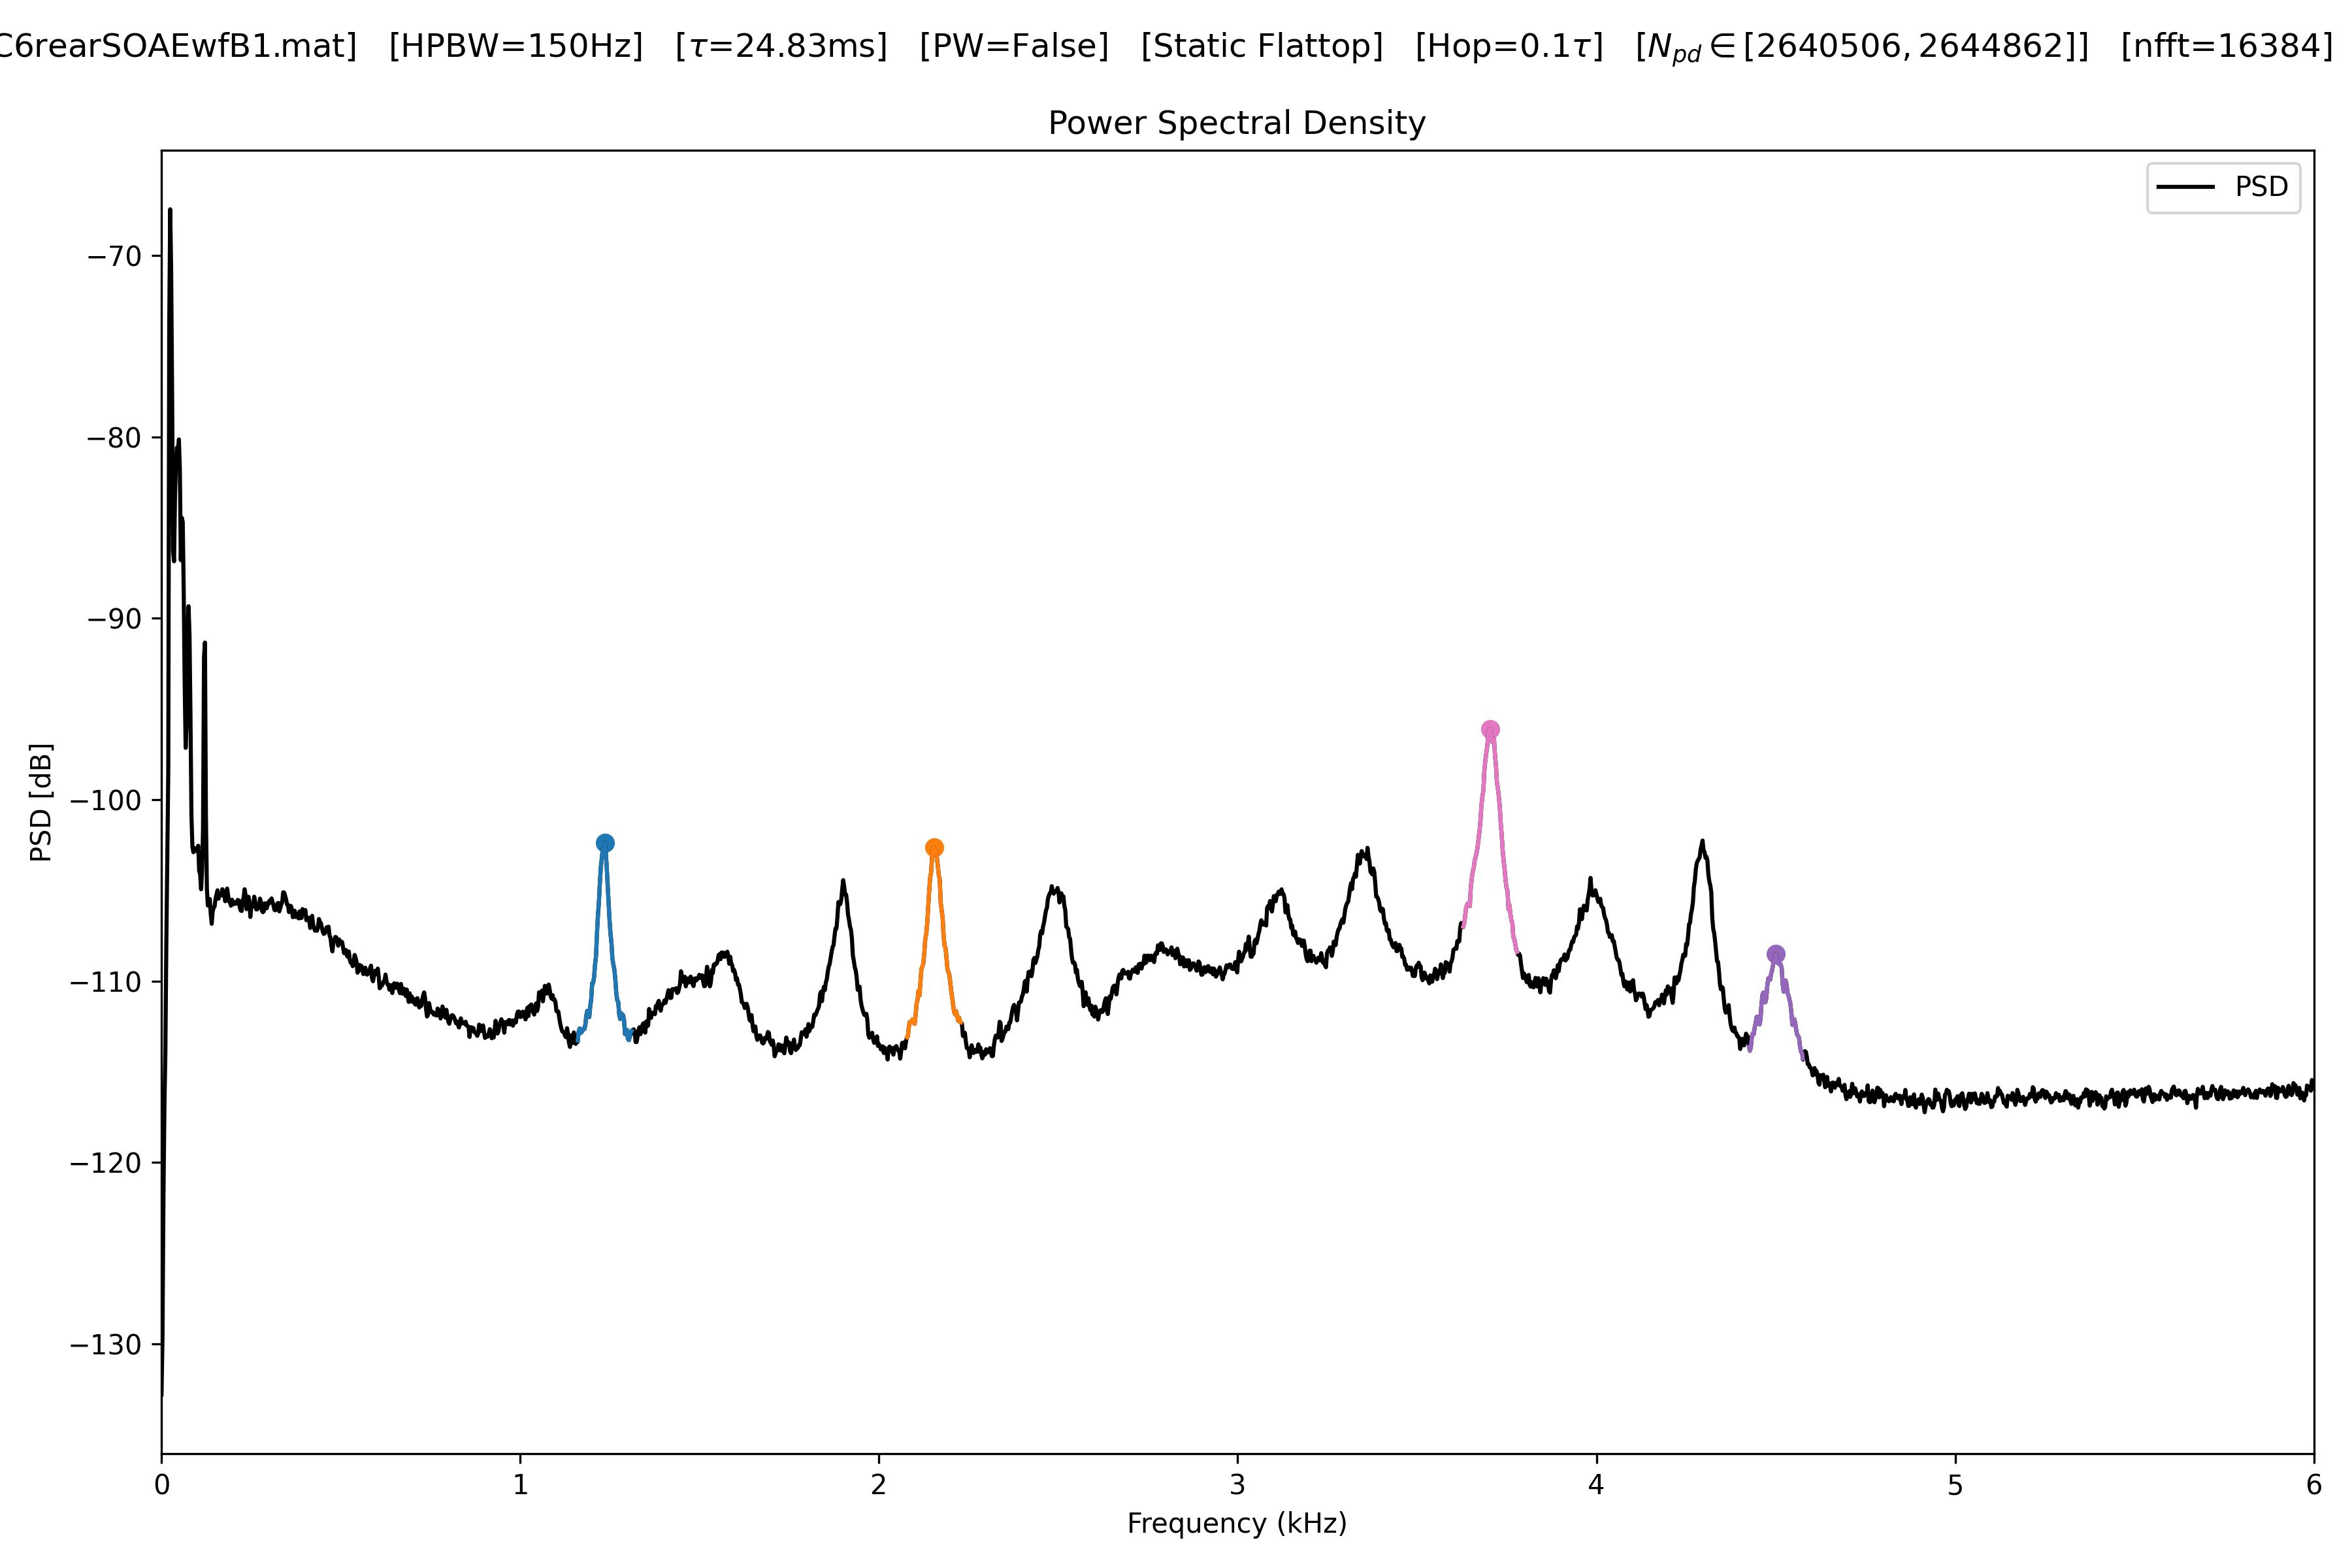 C6rearSOAEwfB1.mat] [HPBW=150Hz] [τ=24.83ms] [PW=False] [Static Flattop] [Hop=0.1τ] [N_pd ∈ [2640506, 2644862]] [nfft=16384]
Power Spectral Density
PSD
−70
−80
−90
−100
−110
−120
−130
PSD [dB]
0 1 2 3 4 5 6
Frequency (kHz)